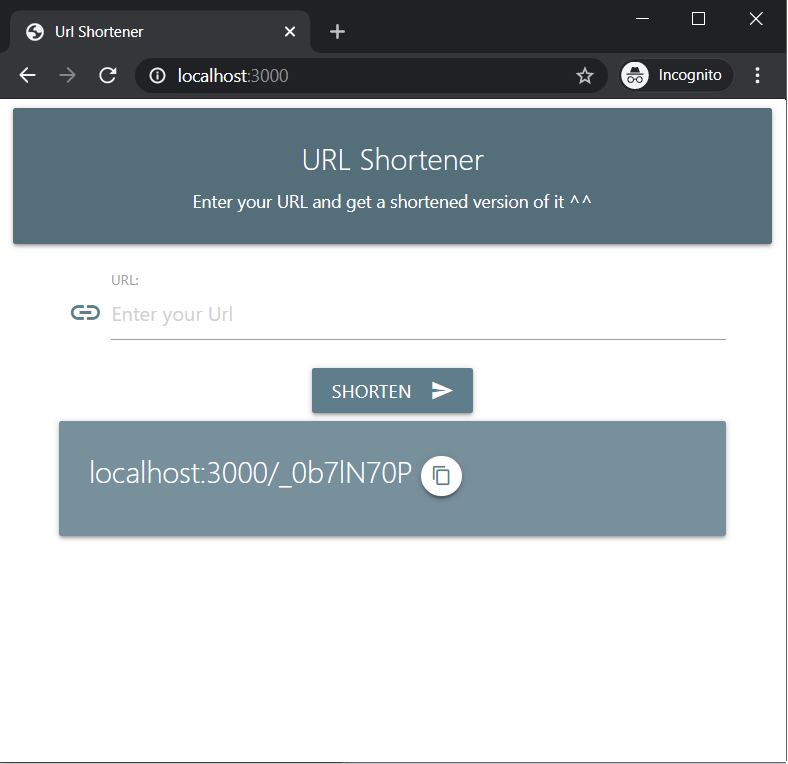 Url Shortener
localhost:3000
Incognito
URL Shortener
Enter your URL and get a shortened version of it ^^
URL:
Enter your Url
SHORTEN
localhost:3000/_0b7lN70P